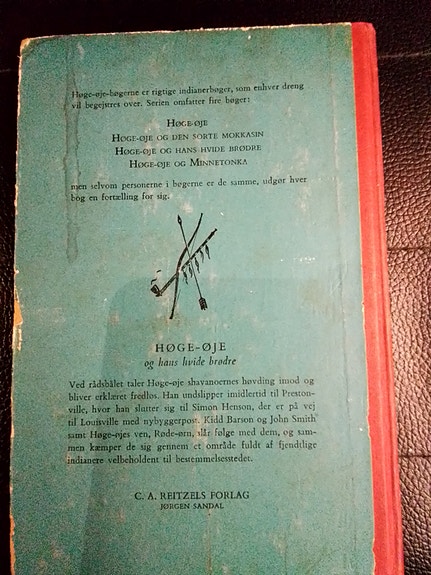 Høge-øje-bøgerne er rigtige indianerbøger, som enhver dreng
vil begejstres over. Serien omfatter fire bøger:
HØGE-ØJE
HØGE-ØJE OG DEN SORTE MOKKASIN
HØGE-ØJE OG HANS HVIDE BRØDRE
HØGE-ØJE OG MINNETONKA
men selvom personerne i bøgerne er de samme, udgør hver
bog en fortælling for sig.
HØGE-ØJE
og hans hvide brødre
Ved rådsbålet taler Høge-øje shavanoernes høvding imod og
bliver erklæret fredløs. Han undslipper imidlertid til Preston-
ville, hvor han slutter sig til Simon Henson, der er på vej
til Louisville med nybyggerpost. Kidd Barson og John Smith
samt Høge-øjes ven, Røde-ørn, slår følge med dem, og sam-
men kæmper de sig gennem et område fuldt af fjendtlige
indianere velbeholdent til bestemmelsesstedet.
C. A. REITZELS FORLAG
JØRGEN SANDAL